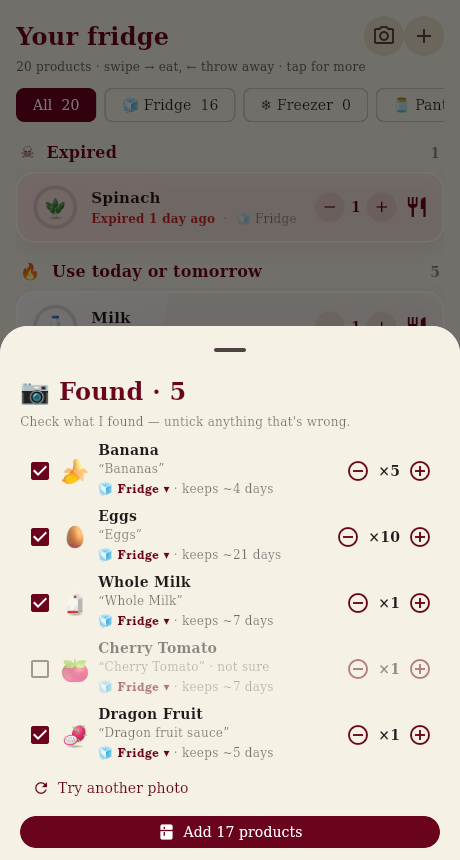 Your fridge
20 products · swipe → eat, ← throw away · tap for more
All 20
Fridge 16
Freezer 0
Pant
Expired 1
Spinach
Expired 1 day ago · Fridge
1
Use today or tomorrow 5
Milk
1
Found · 5
Check what I found — untick anything that's wrong.
Banana
“Bananas”
×5
Fridge ▾ · keeps ~4 days
Eggs
“Eggs”
×10
Fridge ▾ · keeps ~21 days
Whole Milk
“Whole Milk”
×1
Fridge ▾ · keeps ~7 days
Cherry Tomato
“Cherry Tomato” · not sure
×1
Fridge ▾ · keeps ~7 days
Dragon Fruit
“Dragon fruit sauce”
×1
Fridge ▾ · keeps ~5 days
Try another photo
Add 17 products